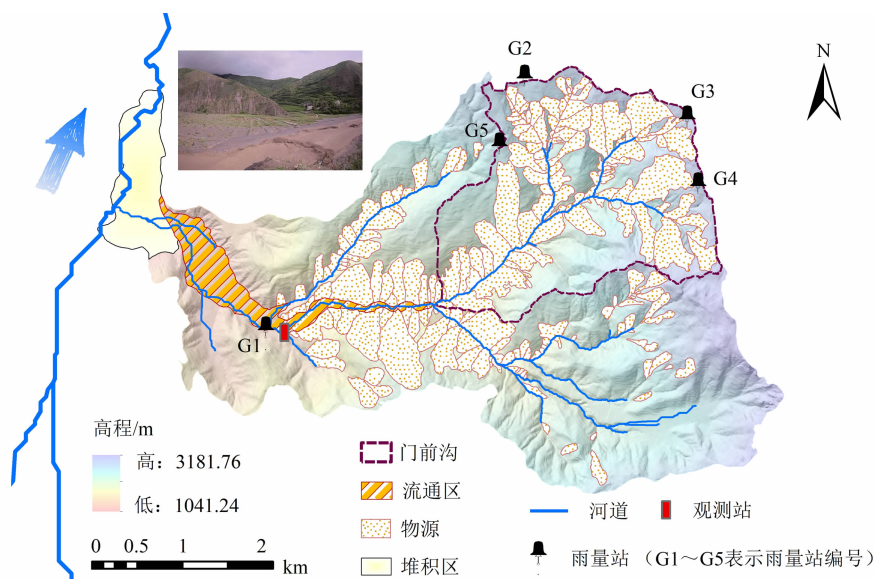 G2
N
G3
G5
G4
G1
高程/m
高：3181.76
低：1041.24
0 0.5 1 2
km
门前沟
流通区
物源
堆积区
河道
观测站
雨量站 （G1～G5表示雨量站编号）